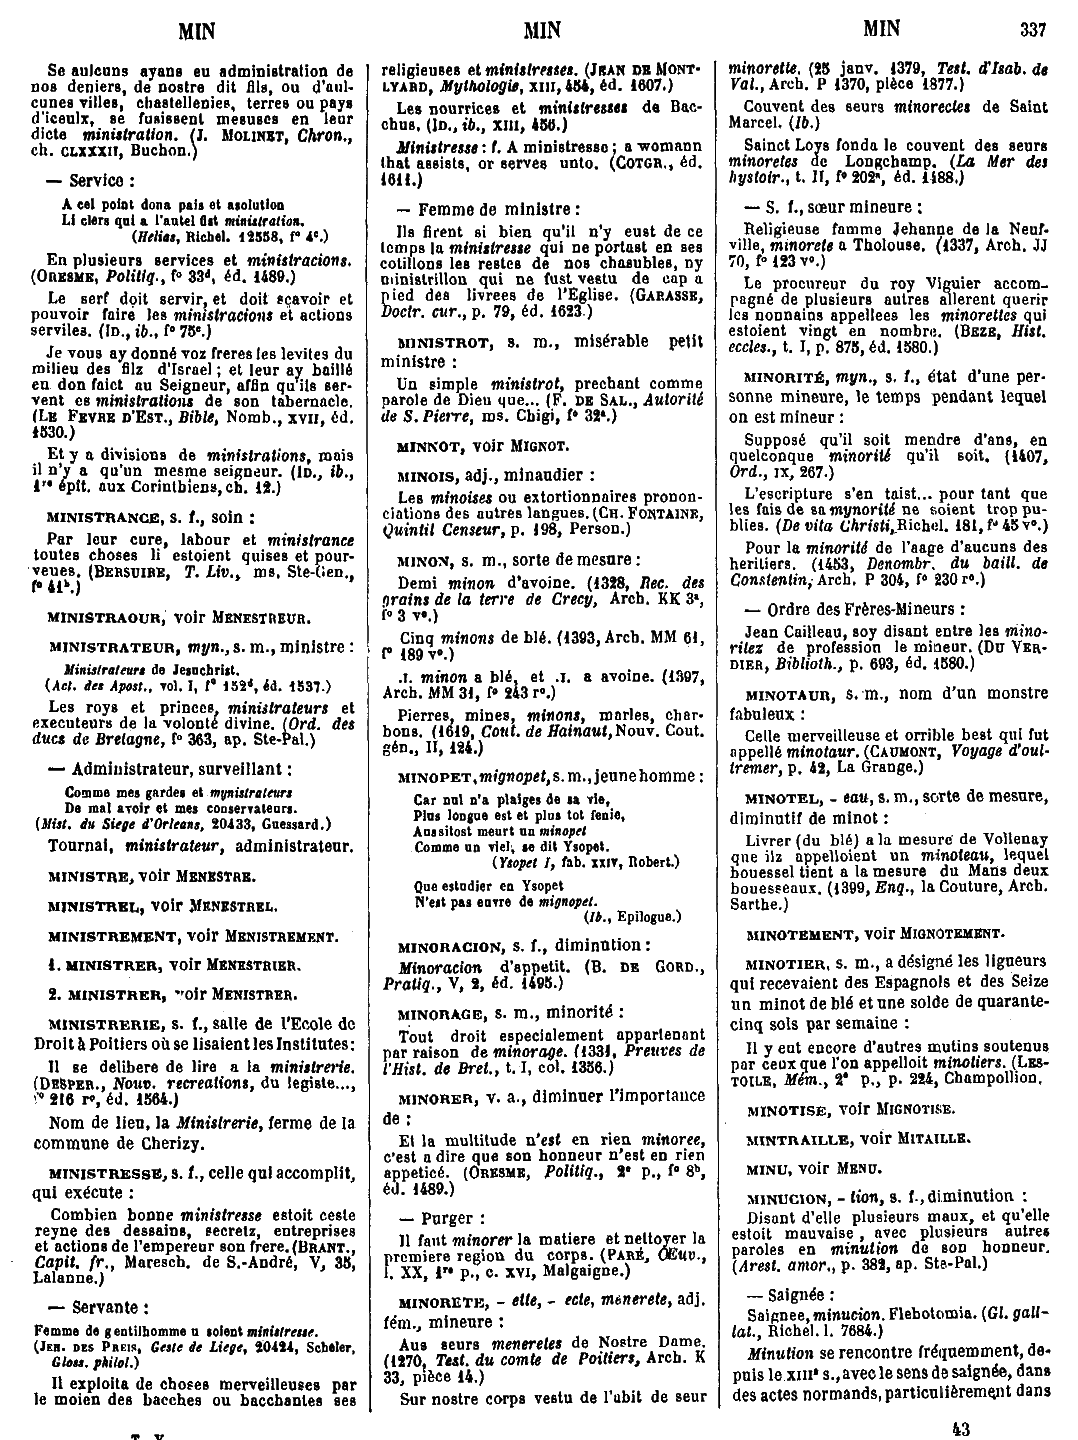 MIN
MIN
MIN
337
Se aulcuns ayans eu administration de
nos deniers, de nostre dit fils, ou d'aul-
cunes villes, chastellenies, terres ou pays
d'iceulx, se fusissent mesuses en leur
dicte ministration. (J. MOLINET, Chron.,
ch. CLXXXII, Buchon.)
— Service :
A cel point dona pais et asolution
Li clers qui a l'autel fist ministration.
(Helias, Richel. 12558, f° 4c.)
En plusieurs services et ministracions.
(ORESME, Politiq., f° 33d, éd. 1489.)
Le serf doit servir, et doit sçavoir et
pouvoir faire les ministracions et actions
serviles. (ID., ib., f° 75c.)
Je vous ay donné voz freres les levites du
milieu des filz d'Israel ; et leur ay baillé
en don faict au Seigneur, affin qu'ils ser-
vent es ministrations de son tabernacle.
(LE FEVRE D'EST., Bible, Nomb., XVII, éd.
1530.)
Et y a divisions de ministrations, mais
il n'y a qu'un mesme seigneur. (ID., ib.,
1re épit. aux Corinthiens, ch. 12.)
MINISTRANCE, s. f., soin :
Par leur cure, labour et ministrance
toutes choses li estoient quises et pour-
veues. (BERSUIRE, T. Liv., ms. Ste-Gen.,
f° 41b.)
MINISTRAOUR, voir MENESTREUR.
MINISTRATEUR, myn., s. m., ministre :
Ministrateurs de Jesuchrist.
(Act. des Apost., vol. I, f° 152d, éd. 1537.)
Les roys et princes, ministrateurs et
executeurs de la volonté divine. (Ord. des
ducs de Bretagne, f° 363, ap. Ste-Pal.)
— Administrateur, surveillant :
Comme mes gardes et mynistrateurs
De mal avoir et mes conservateurs.
(Mist. du Siege d'Orleans, 20433, Guessard.)
Tournai, ministrateur, administrateur.
MINISTRE, voir MENESTRE.
MINISTREL, voir MENESTREL.
MINISTREMENT, voir MENISTREMENT.
1. MINISTRER, voir MENESTRIER.
2. MINISTRER, voir MENISTRER.
MINISTRERIE, s. f., salle de l'Ecole de
Droit à Poitiers où se lisaient les Institutes:
Il se delibere de lire a la ministrerie.
(DESPER., Nouv. recreations, du legiste...,
f° 216 r°, éd. 1564.)
Nom de lieu, la Ministrerie, ferme de la
commune de Cherizy.
MINISTRESSE, s. f., celle qui accomplit,
qui exécute :
Combien bonne ministresse estoit ceste
reyne des dessains, secretz, entreprises
et actions de l'empereur son frere. (BRANT.,
Capit. fr., Maresch. de S.-André, V, 35,
Lalanne.)
— Servante :
Femme de gentilhomme u soient ministresse.
(JEH. DES PREIS, Geste de Liege, 20424, Scheler,
Gloss. philol.)
Il exploita de choses merveilleuses par
le moien des bacches ou bacchantes ses
T. V.
religieuses et ministresses. (JEAN DE MONT-
LYARD, Mythologie, XIII, 454, éd. 1607.)
Les nourrices et ministresses de Bac-
chus. (ID., ib., XIII, 456.)
Ministresse : f. A ministresse ; a womann
that assists, or serves unto. (COTGR., éd.
1611.)
— Femme de ministre :
Ils firent si bien qu'il n'y eust de ce
temps la ministresse qui ne portast en ses
cotillons les restes de nos chasubles, ny
ministrillon qui ne fust vestu de cap a
pied des livrees de l'Eglise. (GARASSE,
Doctr. cur., p. 79, éd. 1623.)
MINISTROT, s. m., misérable petit
ministre :
Un simple ministrot, prechant comme
parole de Dieu que... (F. DE SAL., Autorité
de S. Pierre, ms. Chigi, f° 32a.)
MINKOT, voir MIGNOT.
MINOIS, adj., minaudier :
Les minoises ou extortionnaires pronon-
ciations des autres langues. (CH. FONTAINE,
Quintil Censeur, p. 198, Person.)
MINON, s. m., sorte de mesure :
Demi minon d'avoine. (1328, Rec. des
grains de la terre de Crecy, Arch. KK 3a,
f° 3 v°.)
Cinq minons de blé. (1393, Arch. MM 61,
f° 189 v°.)
.I. minon a blé, et .I. a avoine. (1397,
Arch. MM 31, f° 243 r°.)
Pierres, mines, minons, marles, char-
bons. (1619, Cout. de Hainaut, Nouv. Cout.
gén., II, 124.)
MINOPET, mignopet, s. m., jeune homme :
Car nul n'a plaiges de sa vie,
Plus longue est et plus tot fenie,
Aussitost meurt un minopet
Comme un viel, se dit Ysopet.
(Ysopet I, fab. XXIV, Robert.)
Que estudier en Ysopet
N'est pas euvre de mignopet.
(Ib., Epilogue.)
MINORACION, s. f., diminution :
Minoracion d'appetit. (B. DE GORD.,
Pratiq., V, 2, éd. 1495.)
MINORAGE, s. m., minorité :
Tout droit especialement appartenant
par raison de minorage. (1331, Preuves de
l'Hist. de Bret., t. I, col. 1356.)
MINORER, v. a., diminuer l'importance
de :
Et la multitude n'est en rien minoree,
c'est a dire que son honneur n'est en rien
appeticé. (ORESME, Politiq., 2e p., f° 8b,
éd. 1489.)
— Purger :
Il faut minorer la matiere et nettoyer la
premiere region du corps. (PARÉ, Œuv.,
l. XX, 1re p., c. XVI, Malgaigne.)
MINORETE, - ette, - ecte, menerete, adj.
fém., mineure :
Aus seurs meneretes de Nostre Dame.
(1270, Test. du comte de Poitiers, Arch. K
33, pièce 14.)
Sur nostre corps vestu de l'abit de seur
minorette. (25 janv. 1379, Test. d'Isab. de
Val., Arch. P 1370, pièce 1877.)
Couvent des seurs minorectes de Saint
Marcel. (Ib.)
Sainct Loys fonda le couvent des seurs
minoretes de Longchamp. (La Mer des
hystoir., t. II, f° 202a, éd. 1488.)
— S. f., sœur mineure :
Religieuse famme Jehanne de la Neuf-
ville, minorete a Tholouse. (1337, Arch. JJ
70, f° 123 v°.)
Le procureur du roy Viguier accom-
pagné de plusieurs autres allerent querir
les nonnains appellees les minorettes qui
estoient vingt en nombre. (BEZE, Hist.
eccles., t. I, p. 875, éd. 1580.)
MINORITÉ, myn., s. f., état d'une per-
sonne mineure, le temps pendant lequel
on est mineur :
Supposé qu'il soit mendre d'ans, en
quelconque minorité qu'il soit. (1407,
Ord., IX, 267.)
L'escripture s'en taist... pour tant que
les fais de sa mynorité ne soient trop pu-
blies. (De vita Christi, Richel. 181, f° 45 v°.)
Pour la minorité de l'aage d'aucuns des
heritiers. (1453, Denombr. du baill. de
Constentin, Arch. P 304, f° 230 r°.)
— Ordre des Frères-Mineurs :
Jean Cailleau, soy disant entre les mino-
ritez de profession le mineur. (DU VER-
DIER, Biblioth., p. 693, éd. 1580.)
MINOTAUR, s. m., nom d'un monstre
fabuleux :
Celle merveilleuse et orrible best qui fut
appellé minotaur. (CAUMONT, Voyage d'oul-
tremer, p. 42, La Grange.)
MINOTEL, - eau, s. m., sorte de mesure,
diminutif de minot :
Livrer (du blé) a la mesure de Vollenay
que ilz appelloient un minoteau, lequel
bouessel tient a la mesure du Mans deux
bouesseaux. (1399, Enq., la Couture, Arch.
Sarthe.)
MINOTEMENT, voir MIGNOTEMENT.
MINOTIER, s. m., a désigné les ligueurs
qui recevaient des Espagnols et des Seize
un minot de blé et une solde de quarante-
cinq sols par semaine :
Il y eut encore d'autres mutins soutenus
par ceux que l'on appelloit minotiers. (LES-
TOILE, Mém., 2e p., p. 224, Champollion.
MINOTISE, voir MIGNOTISE.
MINTRAILLE, voir MITAILLE.
MINU, voir MENU.
MINUCION, - tion, s. f., diminution :
Disant d'elle plusieurs maux, et qu'elle
estoit mauvaise, avec plusieurs autres
paroles en minution de son honneur.
(Arest. amor., p. 382, ap. Ste-Pal.)
— Saignée :
Saignee, minucion. Flebotomia. (Gl. gall-
lat., Richel. l. 7684.)
Minution se rencontre fréquemment, de-
puis le XIIIe s., avec le sens de saignée, dans
des actes normands, particulièrement dans
43